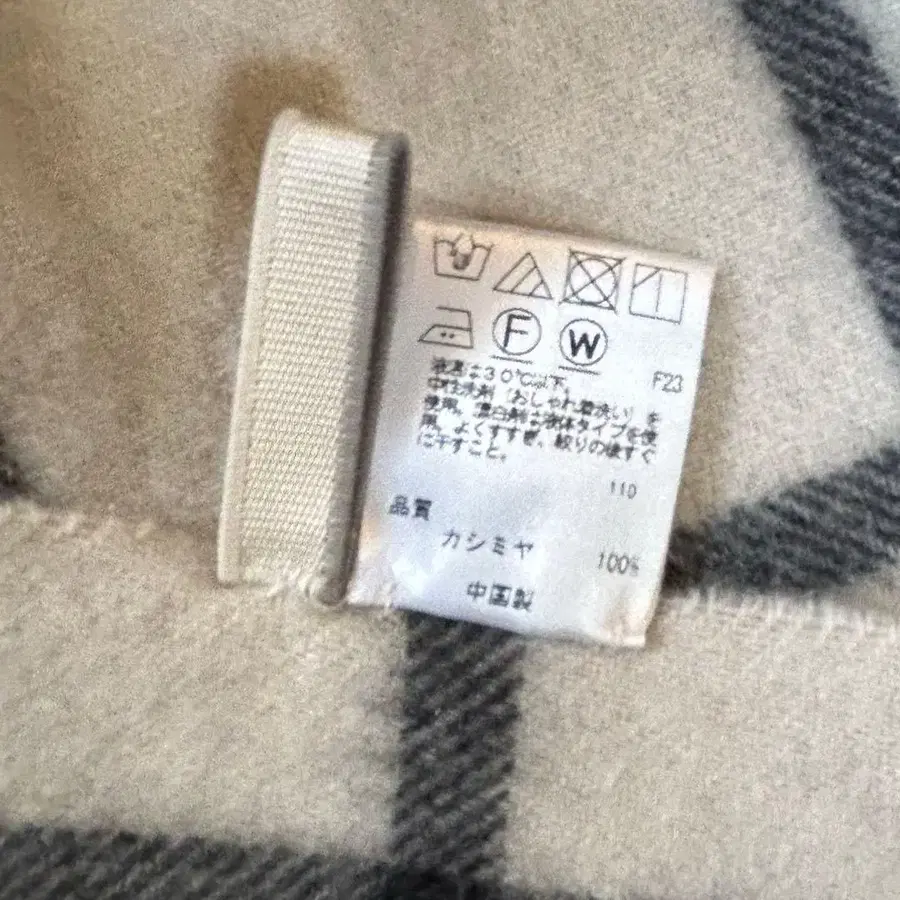 F
W
F23
液温は30℃以下。
中性洗剤（おしゃれ着洗い）を
使用。漂白剤は液体タイプを使
用。よくすすぎ、絞りの後すぐ
に干すこと。
110
品質
カシミヤ 100%
中国製